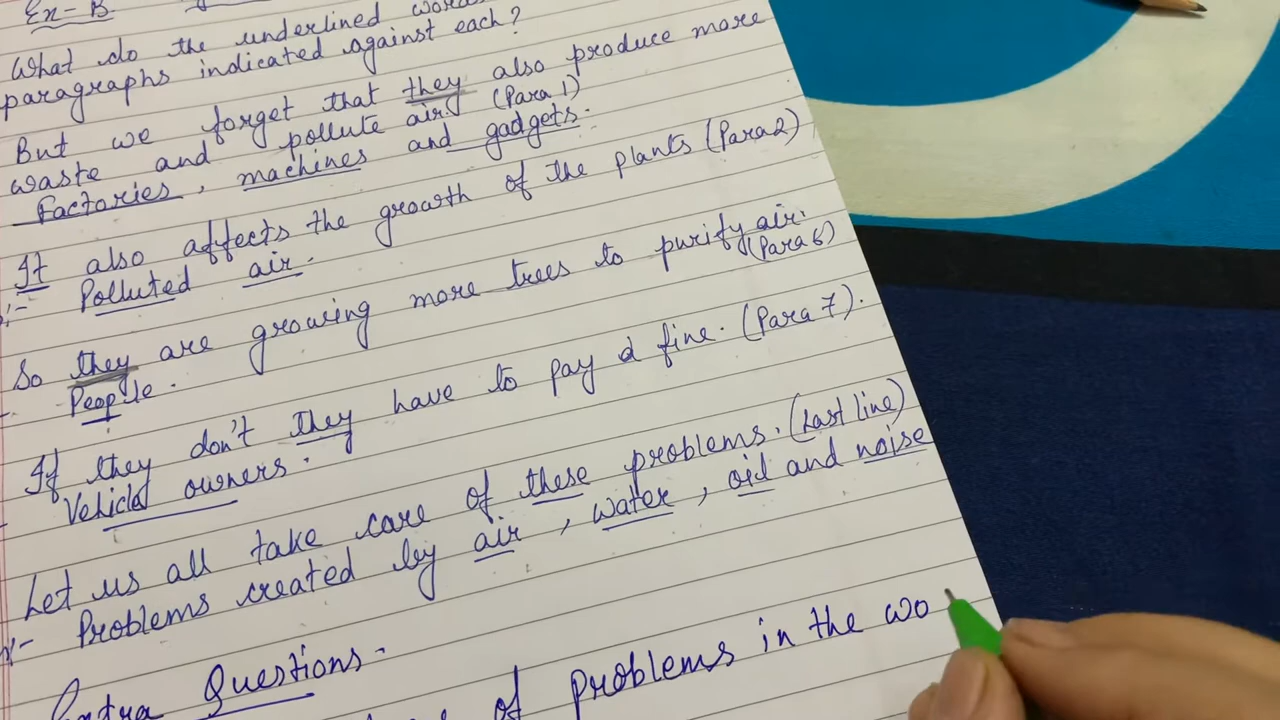 Ex-B
What do the underlined
paragraphs indicated against each?
But we forget that they also produce more
waste and pollute air. (Para 1)
Factories, machines and gadgets.
It also affects the growth of the plants (Para 2)
:- Polluted air.
So they are growing more trees to purify air.
(Para 6)
People.
If they don't they have to pay a fine. (Para 7).
Vehicle owners.
Let us all take care of these problems. (Last line)
:- Problems created by air, water, oil and noise
Extra Questions.
of problems in the wo